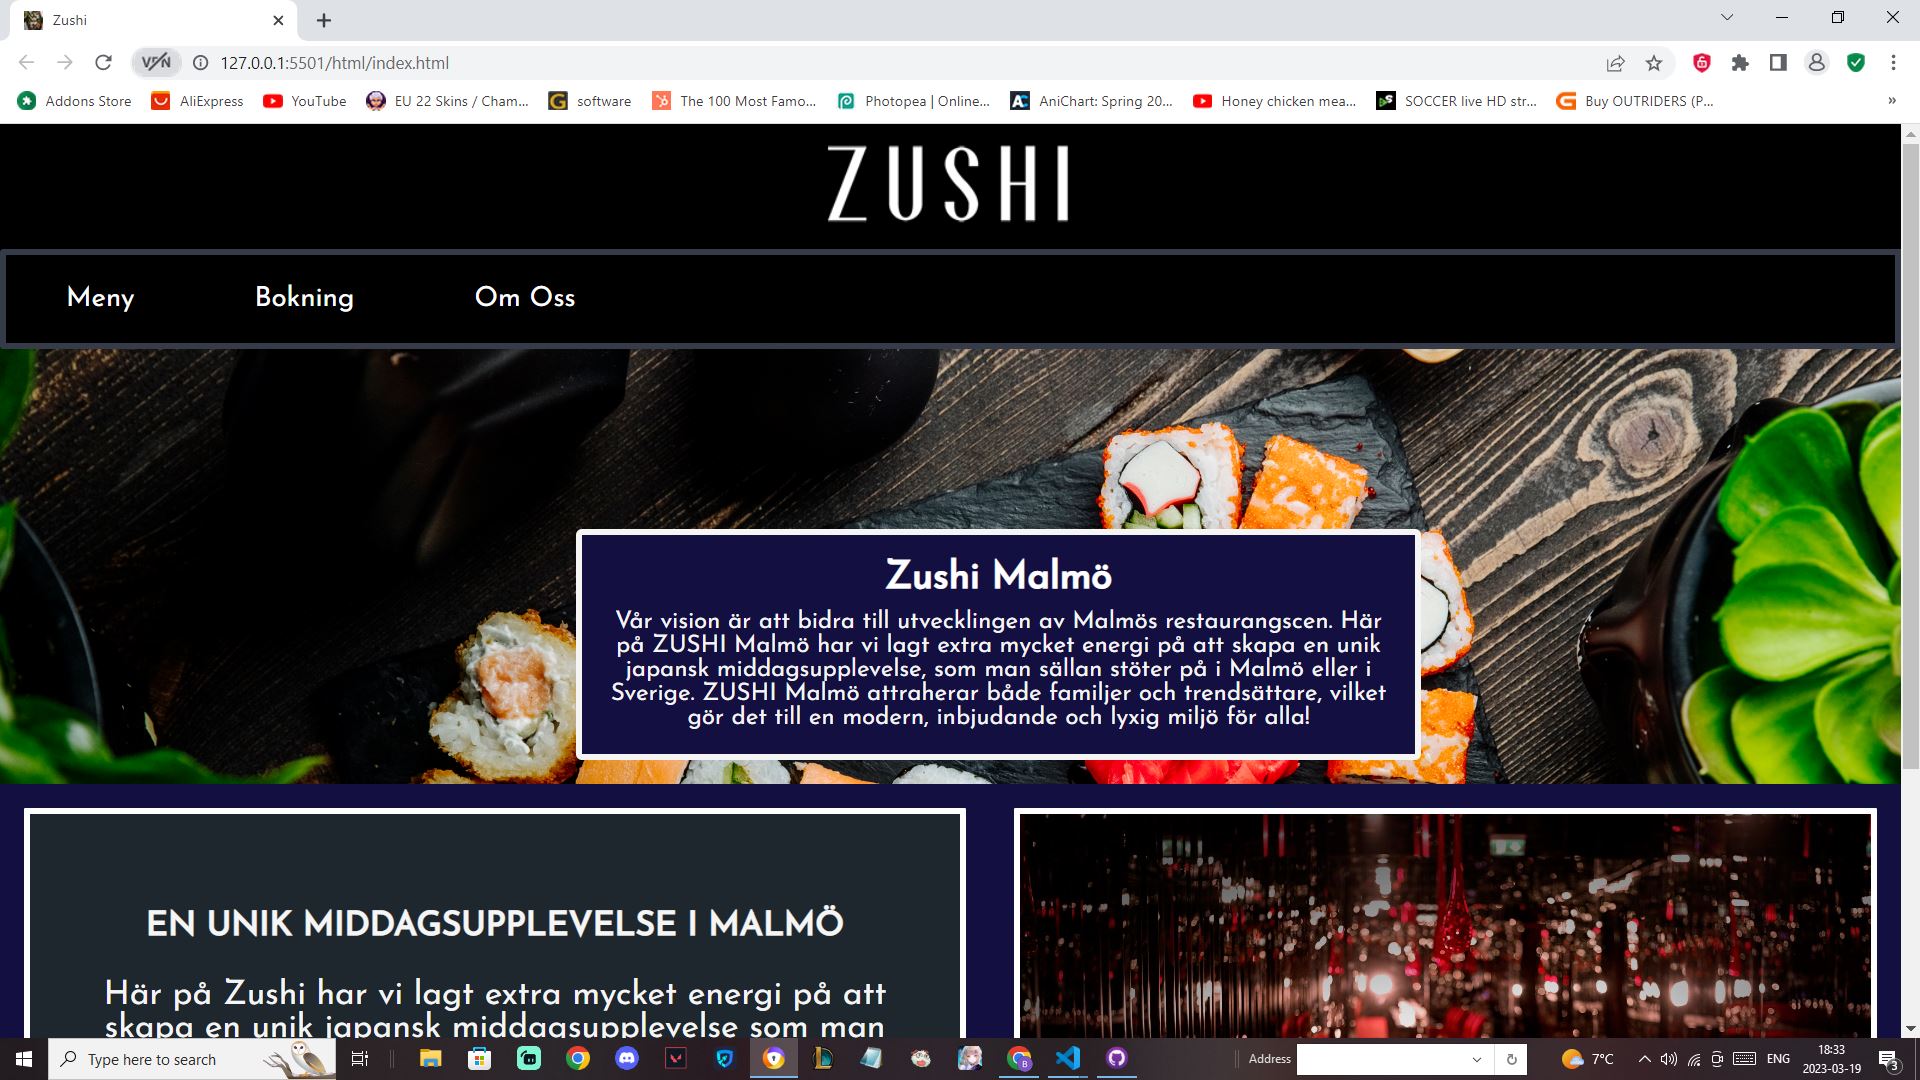 Zushi
VPN
127.0.0.1:5501/html/index.html
Addons Store
AliExpress
YouTube
EU 22 Skins / Cham...
software
The 100 Most Famo...
Photopea | Online...
AniChart: Spring 20...
Honey chicken mea...
SOCCER live HD str...
Buy OUTRIDERS (P...
»
ZUSHI
Meny
Bokning
Om Oss
Zushi Malmö
Vår vision är att bidra till utvecklingen av Malmös restaurangscen. Här
på ZUSHI Malmö har vi lagt extra mycket energi på att skapa en unik
japansk middagsupplevelse, som man sällan stöter på i Malmö eller i
Sverige. ZUSHI Malmö attraherar både familjer och trendsättare, vilket
gör det till en modern, inbjudande och lyxig miljö för alla!
EN UNIK MIDDAGSUPPLEVELSE I MALMÖ
Här på Zushi har vi lagt extra mycket energi på att
skapa en unik japansk middagsupplevelse som man
Type here to search
Address
7°C
ENG
18:33
2023-03-19
3